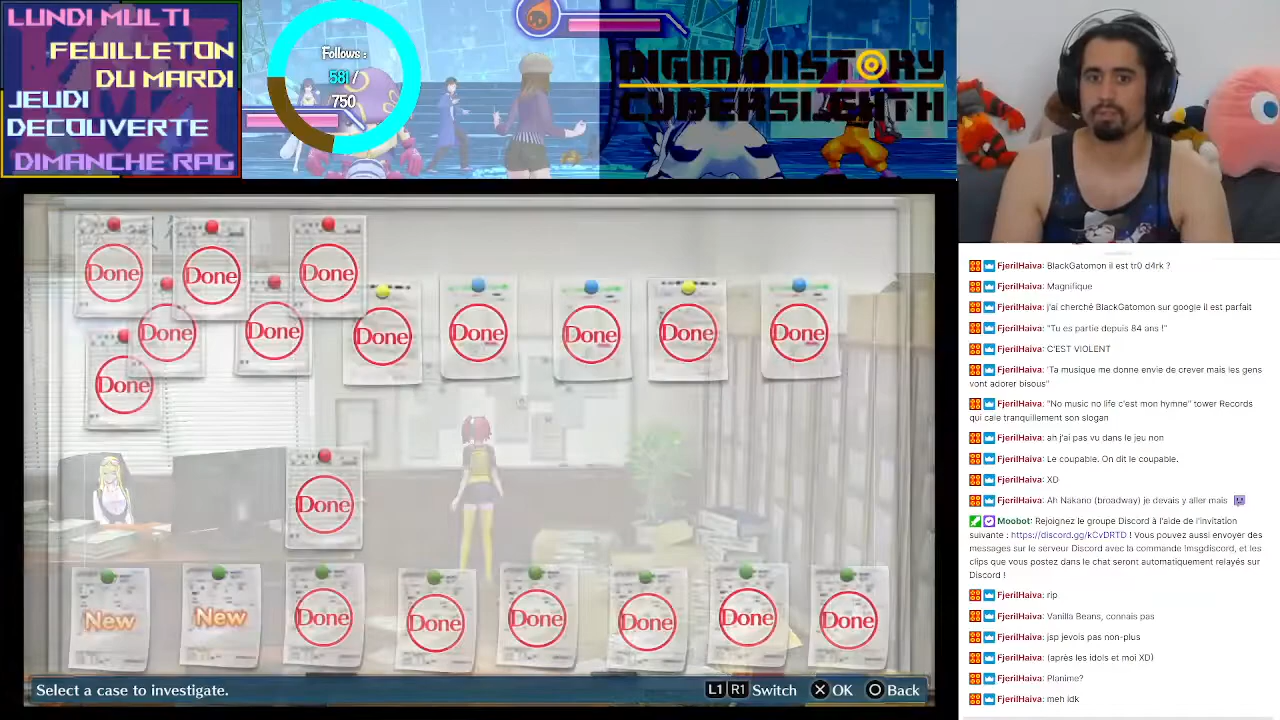 LUNDI MULTI
FEUILLETON
DU MARDI
JEUDI
DECOUVERTE
DIMANCHE RPG
Follows :
581 /
750
DIGIMONSTORY
CYBERSLEUTH
Done
Done
Done
Done
Done
Done
Done
Done
Done
Done
Done
Done
New
New
Done
Done
Done
Done
Done
Done
Select a case to investigate.
L1 R1 Switch OK Back
FjerilHaiva: BlackGatomon il est tr0 d4rk ?
FjerilHaiva: Magnifique
FjerilHaiva: j'ai cherché BlackGatomon sur google il est parfait
FjerilHaiva: "Tu es partie depuis 84 ans !"
FjerilHaiva: C'EST VIOLENT
FjerilHaiva: 'Ta musique me donne envie de crever mais les gens
vont adorer bisous"
FjerilHaiva: "No music no life c'est mon hymne" tower Records
qui cale tranquillement son slogan
FjerilHaiva: ah j'ai pas vu dans le jeu non
FjerilHaiva: Le coupable. On dit le coupable.
FjerilHaiva: XD
FjerilHaiva: Ah Nakano (broadway) je devais y aller mais
Moobot: Rejoignez le groupe Discord à l'aide de l'invitation
suivante : https://discord.gg/kCvDRTD ! Vous pouvez aussi envoyer des
messages sur le serveur Discord avec la commande !msgdiscord, et les
clips que vous postez dans le chat seront automatiquement relayés sur
Discord !
FjerilHaiva: rip
FjerilHaiva: Vanilla Beans, connais pas
FjerilHaiva: jsp jevois pas non-plus
FjerilHaiva: (après les idols et moi XD)
FjerilHaiva: Planime?
FjerilHaiva: meh idk